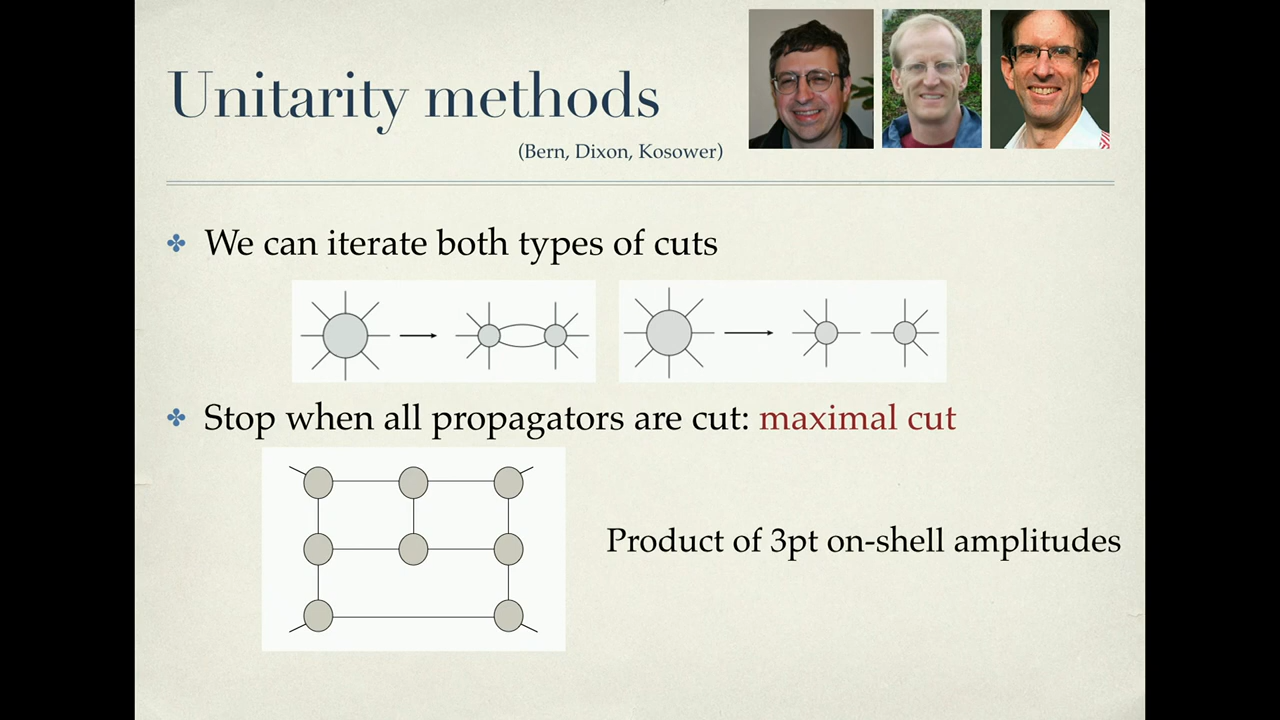 Unitarity methods
(Bern, Dixon, Kosower)
We can iterate both types of cuts
Stop when all propagators are cut: maximal cut
Product of 3pt on-shell amplitudes